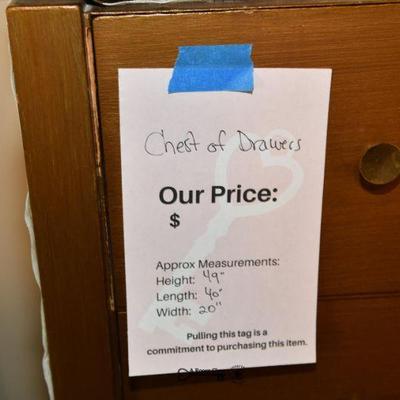 Chest of Drawers
Our Price:
$
Approx Measurements:
Height: 49"
Length: 40"
Width: 20"
Pulling this tag is a
commitment to purchasing this item.